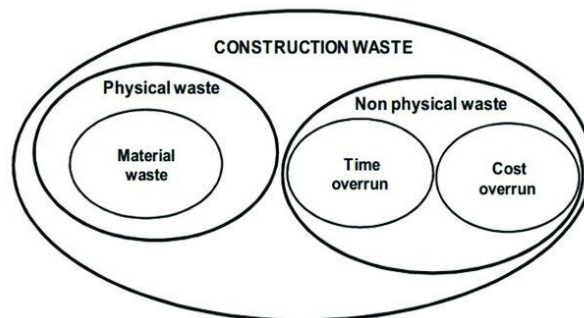 CONSTRUCTION WASTE
Physical waste
Material
waste
Non physical waste
Time
overrun
Cost
overrun